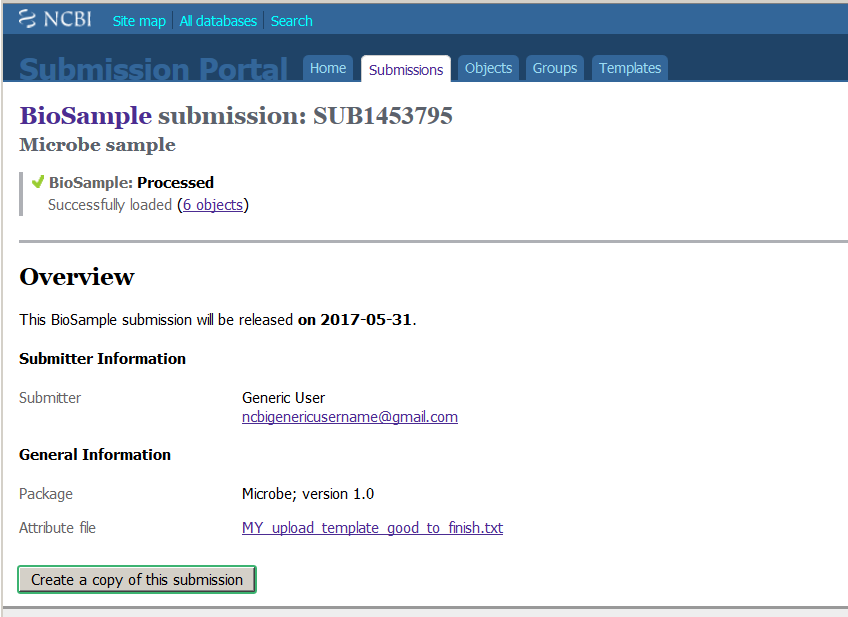 NCBI Site map All databases Search
Submission Portal Home Submissions Objects Groups Templates
BioSample submission: SUB1453795
Microbe sample
BioSample: Processed
Successfully loaded (6 objects)
Overview
This BioSample submission will be released on 2017-05-31.
Submitter Information
Submitter Generic User
ncbigenericusername@gmail.com
General Information
Package Microbe; version 1.0
Attribute file MY_upload_template_good_to_finish.txt
Create a copy of this submission